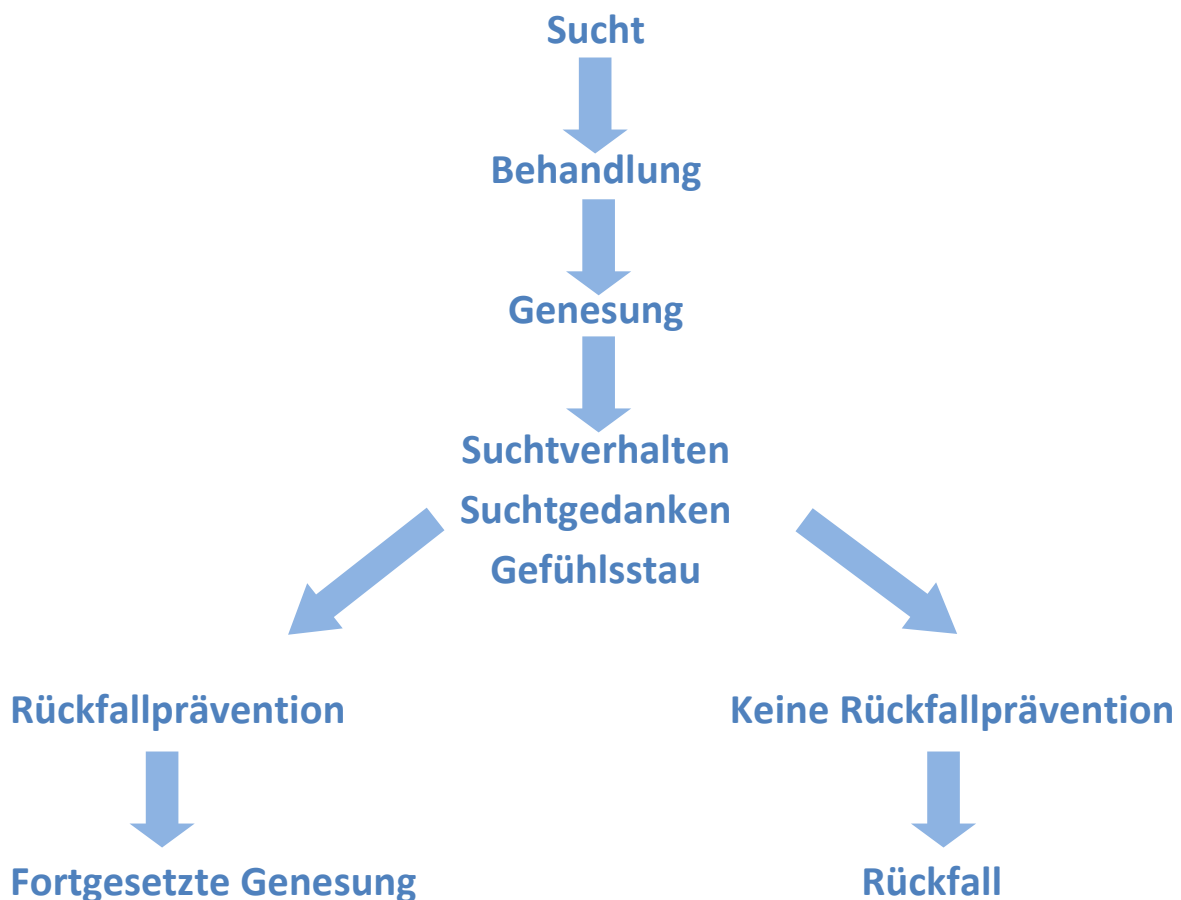 Sucht
Behandlung
Genesung
Suchtverhalten
Suchtgedanken
Gefühlsstau
Rückfallprävention
Keine Rückfallprävention
Fortgesetzte Genesung
Rückfall